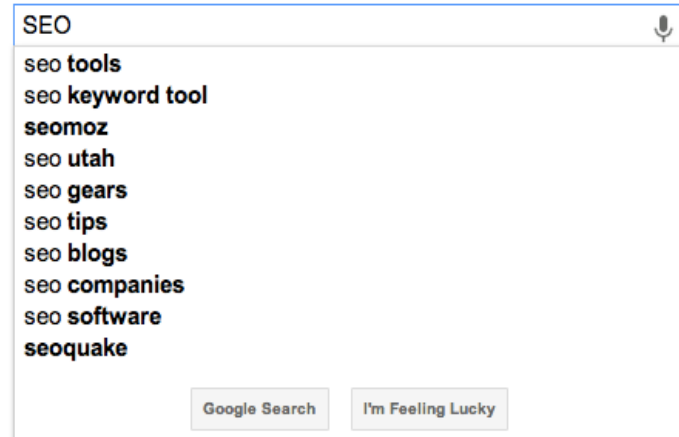 SEO
seo tools
seo keyword tool
seomoz
seo utah
seo gears
seo tips
seo blogs
seo companies
seo software
seoquake
Google Search I'm Feeling Lucky